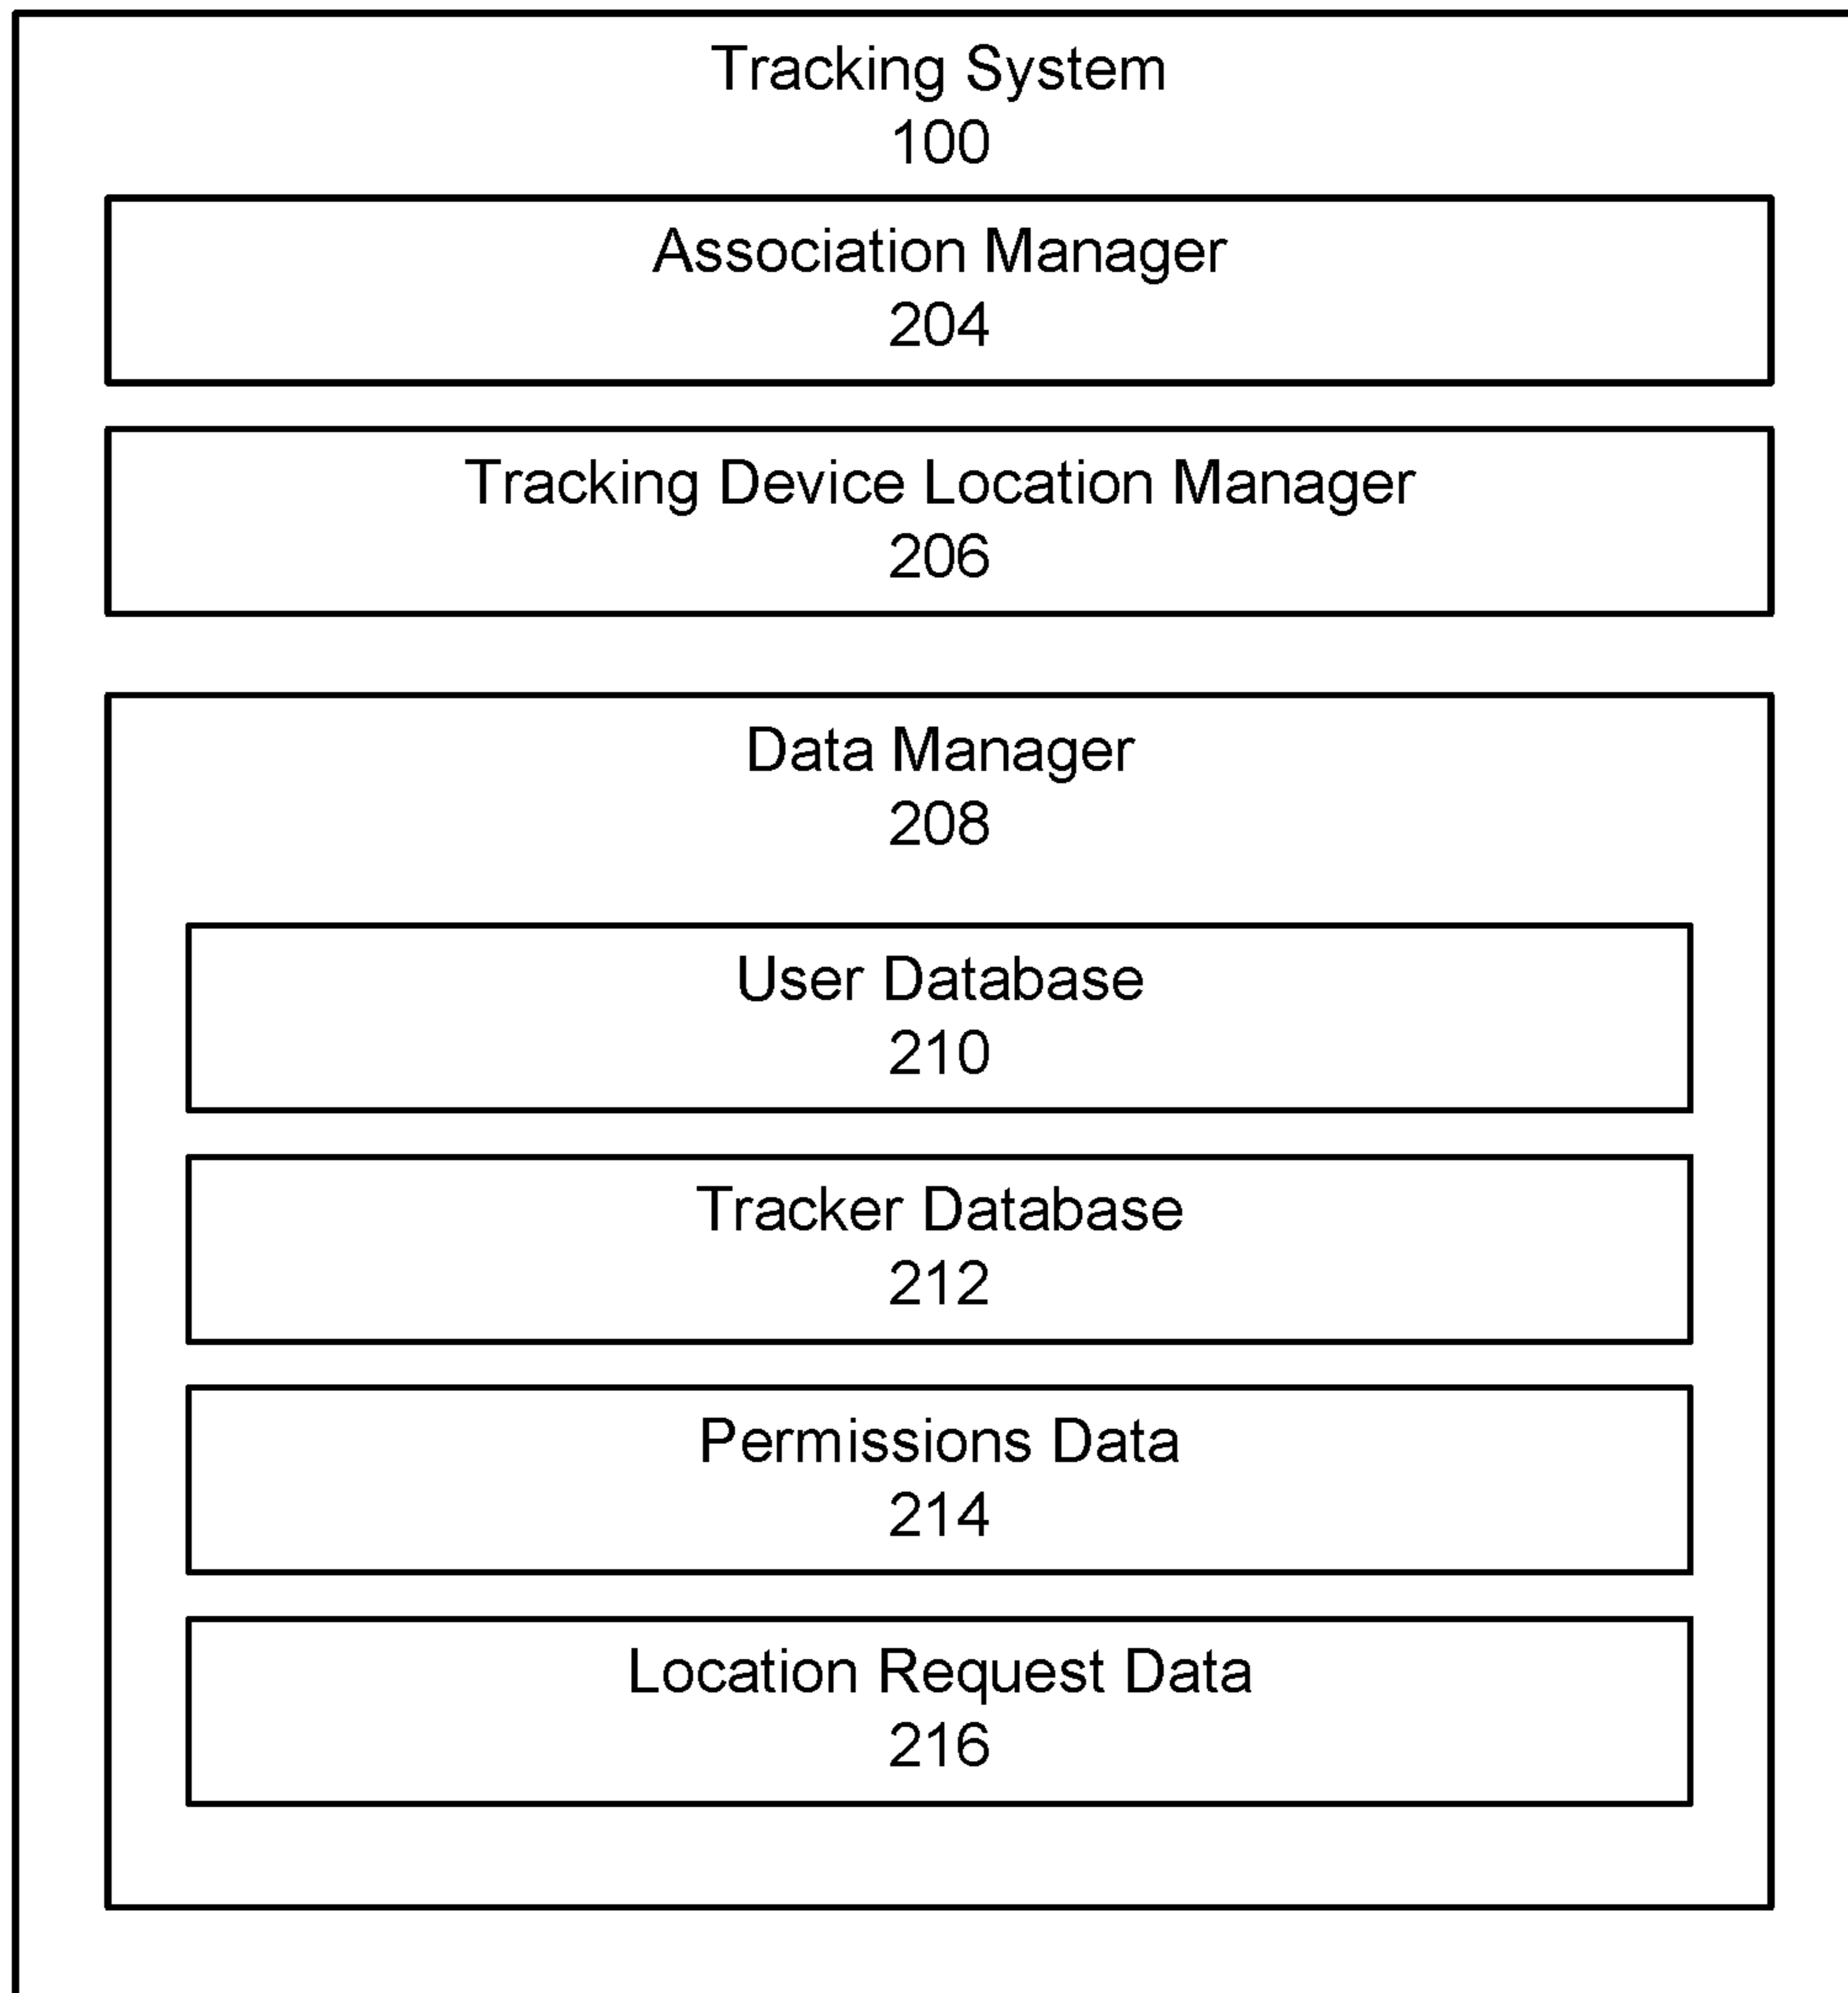 Tracking System
100
Association Manager
204
Tracking Device Location Manager
206
Data Manager
208
User Database
210
Tracker Database
212
Permissions Data
214
Location Request Data
216